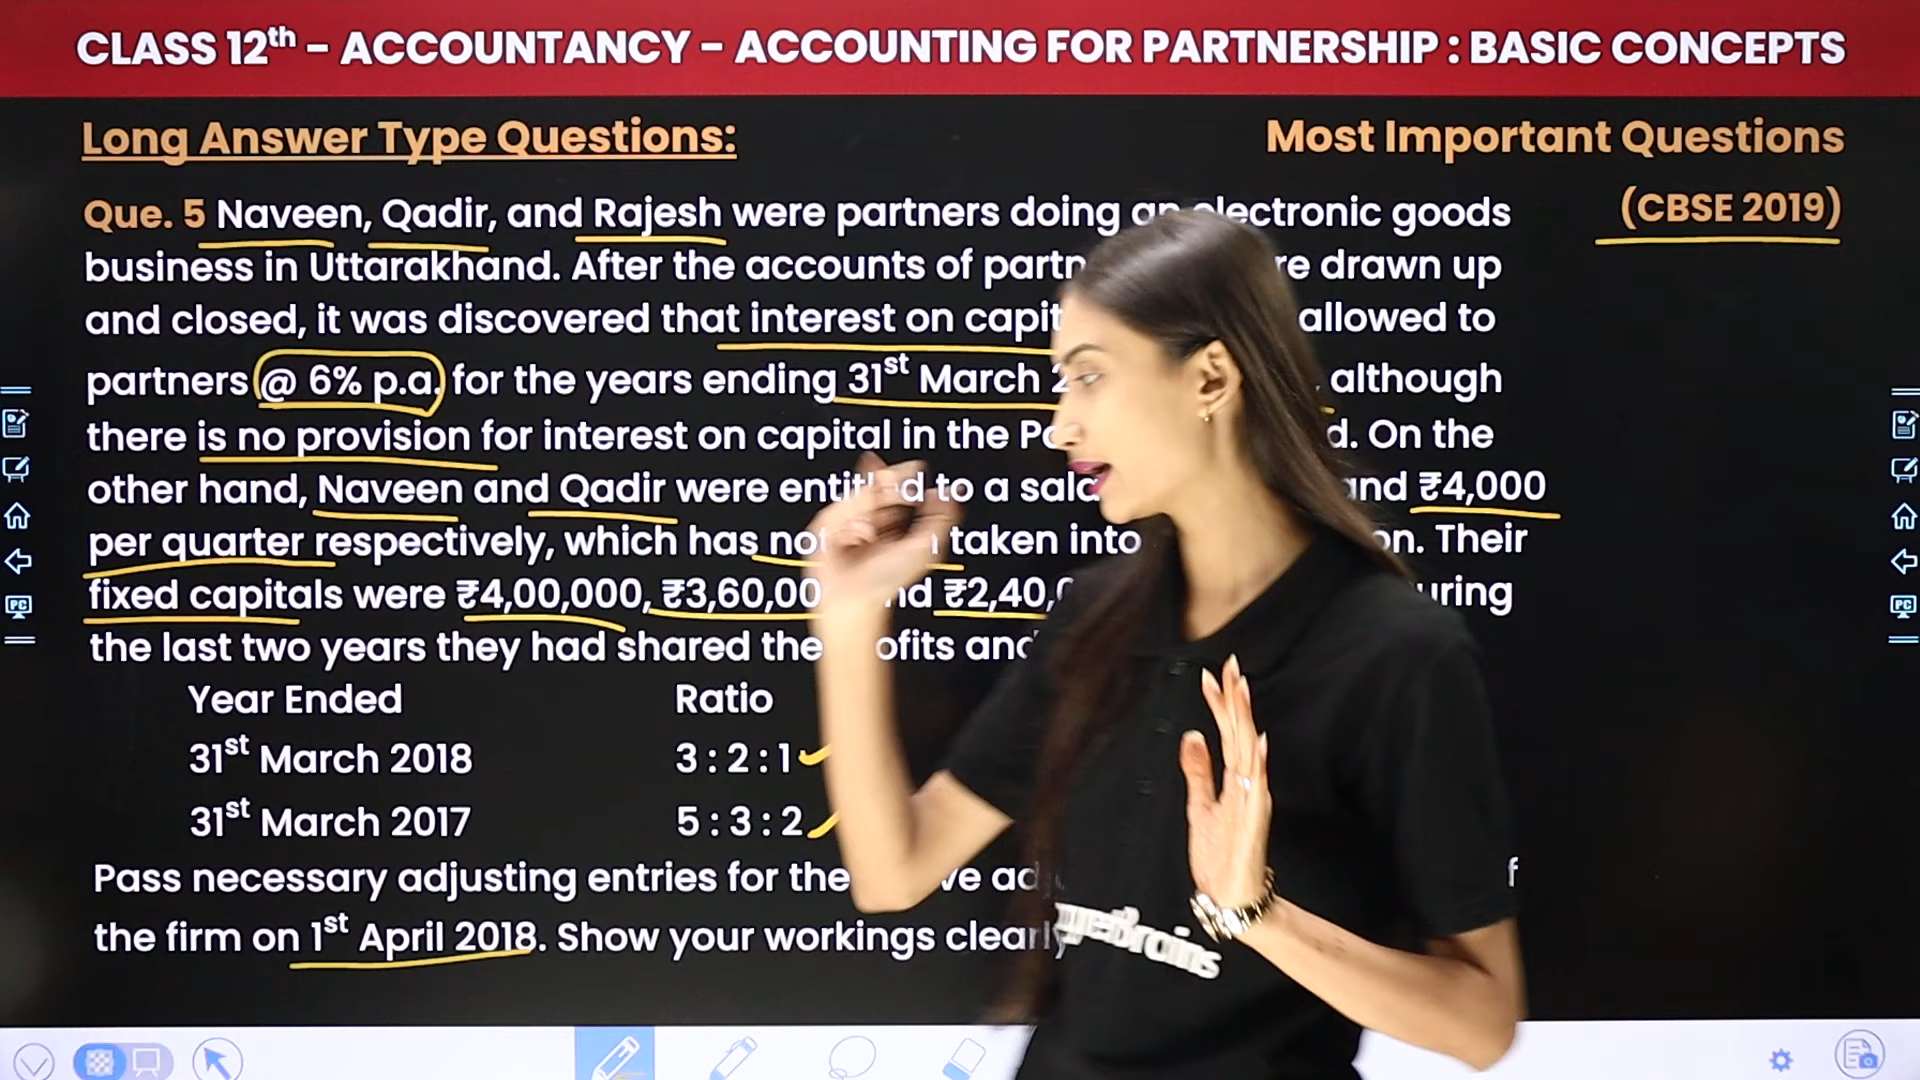 CLASS 12th - ACCOUNTANCY - ACCOUNTING FOR PARTNERSHIP : BASIC CONCEPTS
Long Answer Type Questions:
Most Important Questions
Que. 5 Naveen, Qadir, and Rajesh were partners doing an electronic goods
(CBSE 2019)
business in Uttarakhand. After the accounts of drawn up
and closed, it was discovered that interest on allowed to
partners @ 6% p.a. for the years ending 31st March although
there is no provision for interest on capital in the On the
other hand, Naveen and Qadir were entitled to a and ₹4,000
per quarter respectively, which has taken into Their
fixed capitals were ₹4,00,000, and
the last two years they had shared the
Year Ended Ratio
31st March 2018 3 : 2 : 1
31st March 2017 5 : 3 : 2
Pass necessary adjusting entries for the
the firm on 1st April 2018. Show your workings clearly
PC
PC